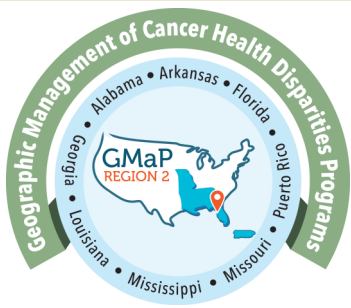 Geographic Management of Cancer Health Disparities Programs
Georgia • Alabama • Arkansas • Florida • Puerto Rico
Louisiana • Mississippi • Missouri
GMaP
REGION 2